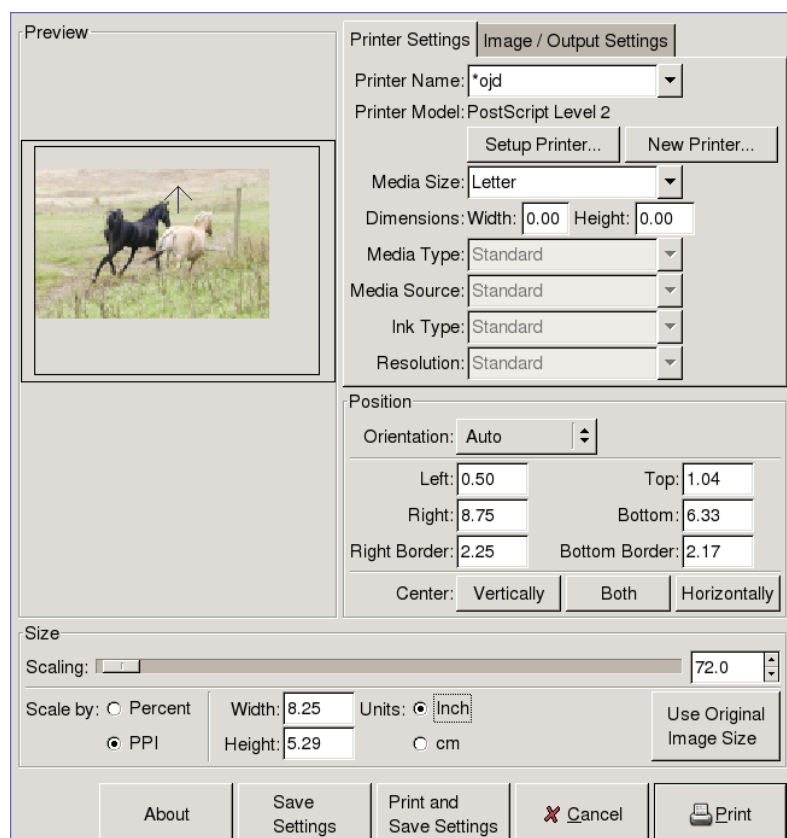 Preview
Printer Settings
Image / Output Settings
Printer Name: *ojd
Printer Model: PostScript Level 2
Setup Printer... New Printer...
Media Size: Letter
Dimensions: Width: 0.00 Height: 0.00
Media Type: Standard
Media Source: Standard
Ink Type: Standard
Resolution: Standard
Position
Orientation: Auto
Left: 0.50 Top: 1.04
Right: 8.75 Bottom: 6.33
Right Border: 2.25 Bottom Border: 2.17
Center: Vertically Both Horizontally
Size
Scaling: 72.0
Scale by: Percent Width: 8.25 Units: Inch
PPI Height: 5.29 cm
Use Original
Image Size
About
Save
Settings
Print and
Save Settings
Cancel
Print